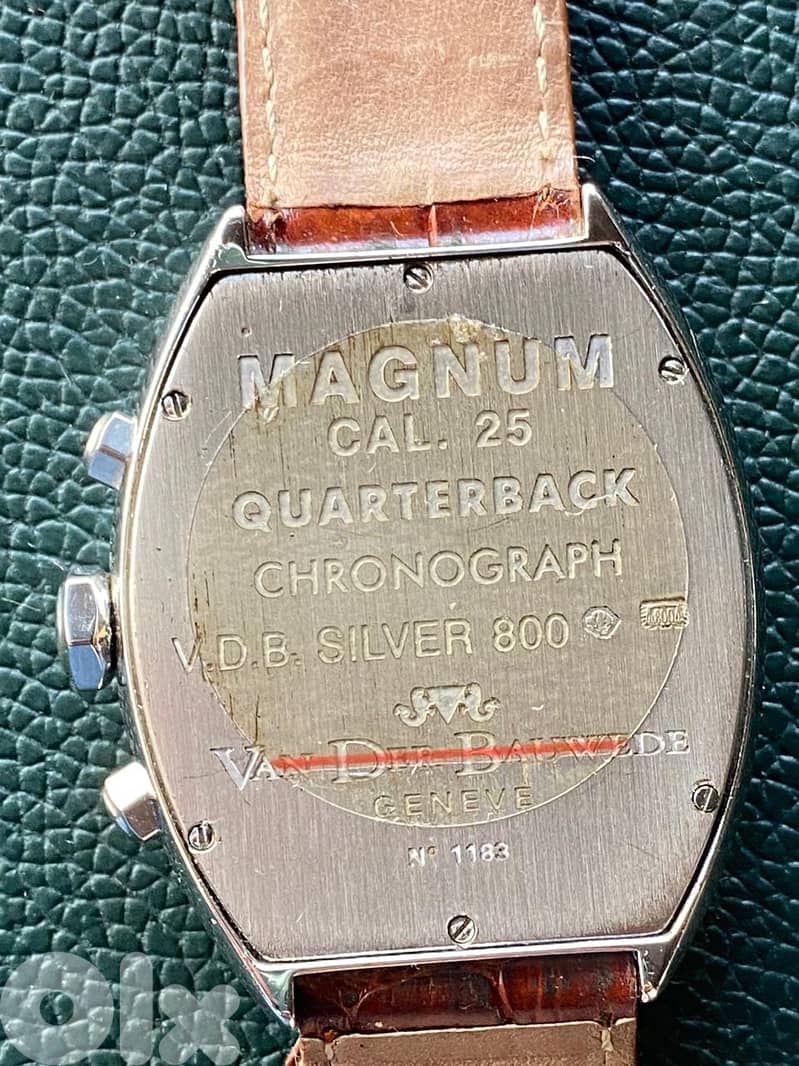 MAGNUM
CAL. 25
QUARTERBACK
CHRONOGRAPH
V.D.B. SILVER 800
VAN DER BAUWEDE
GENEVE
N° 1183
olx